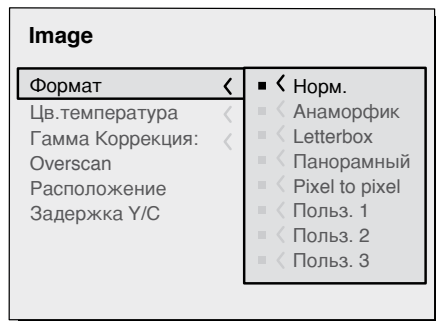 Image
Формат
Цв.температура
Гамма Коррекция:
Overscan
Расположение
Задержка Y/C
Норм.
Анаморфик
Letterbox
Панорамный
Pixel to pixel
Польз. 1
Польз. 2
Польз. 3